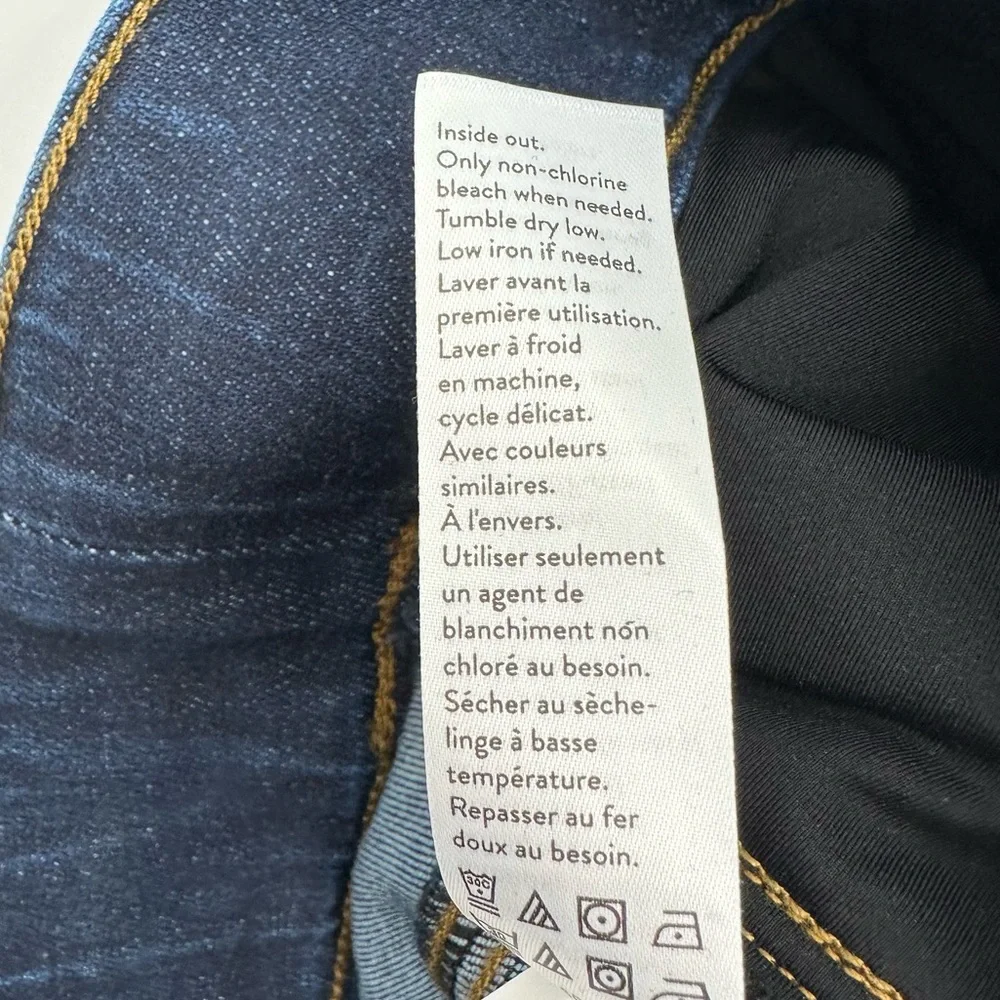 Inside out.
Only non-chlorine
bleach when needed.
Tumble dry low.
Low iron if needed.
Laver avant la
première utilisation.
Laver à froid
en machine,
cycle délicat.
Avec couleurs
similaires.
À l'envers.
Utiliser seulement
un agent de
blanchiment non
chloré au besoin.
Sécher au sèche-
linge à basse
température.
Repasser au fer
doux au besoin.
30C